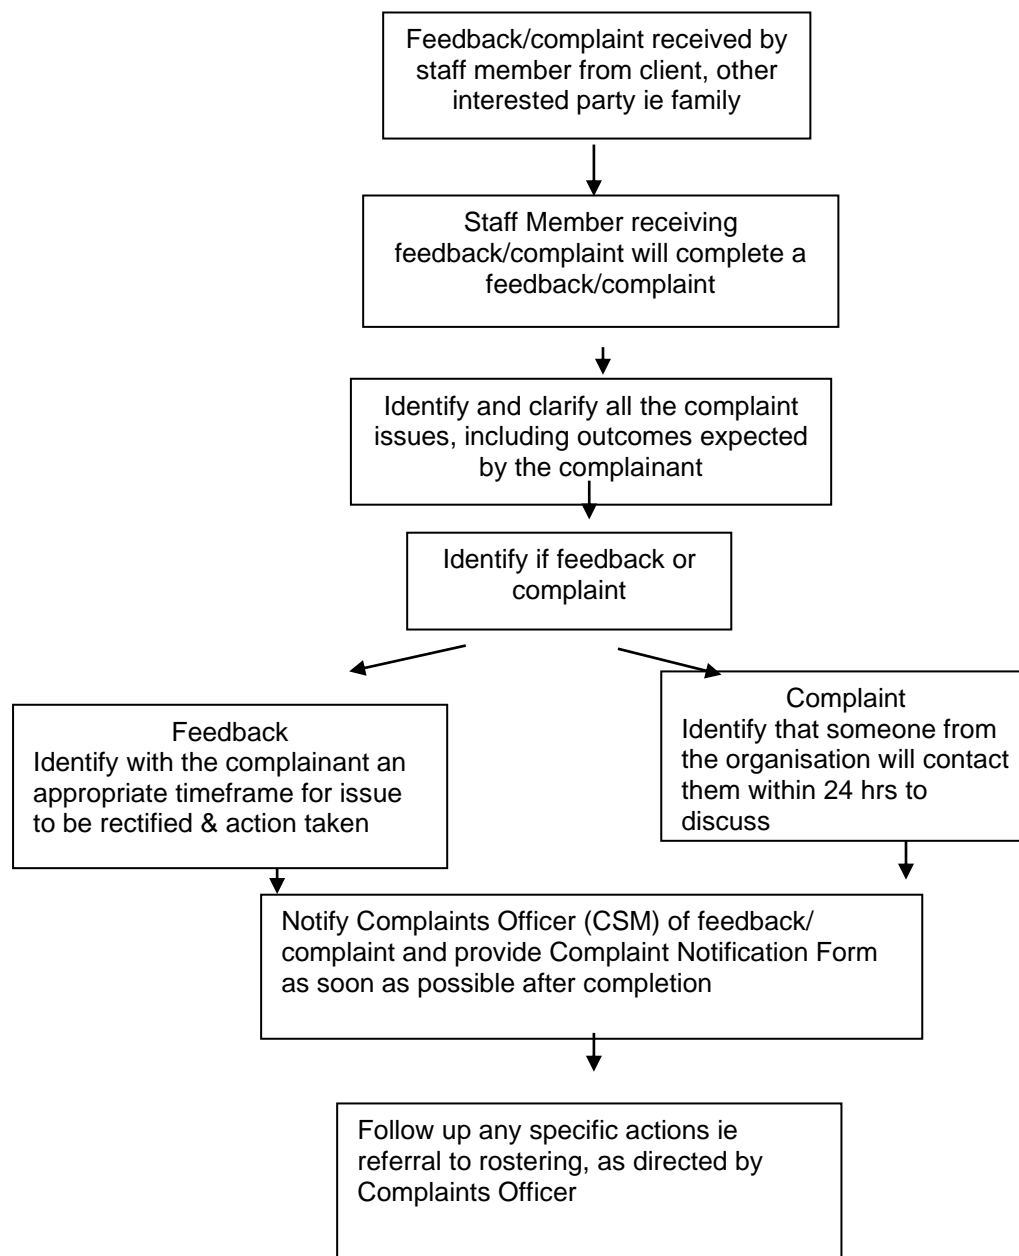 Feedback/complaint received by
staff member from client, other
interested party ie family
Staff Member receiving
feedback/complaint will complete a
feedback/complaint
Identify and clarify all the complaint
issues, including outcomes expected
by the complainant
Identify if feedback or
complaint
Feedback
Identify with the complainant an
appropriate timeframe for issue
to be rectified & action taken
Complaint
Identify that someone from
the organisation will contact
them within 24 hrs to
discuss
Notify Complaints Officer (CSM) of feedback/
complaint and provide Complaint Notification Form
as soon as possible after completion
Follow up any specific actions ie
referral to rostering, as directed by
Complaints Officer